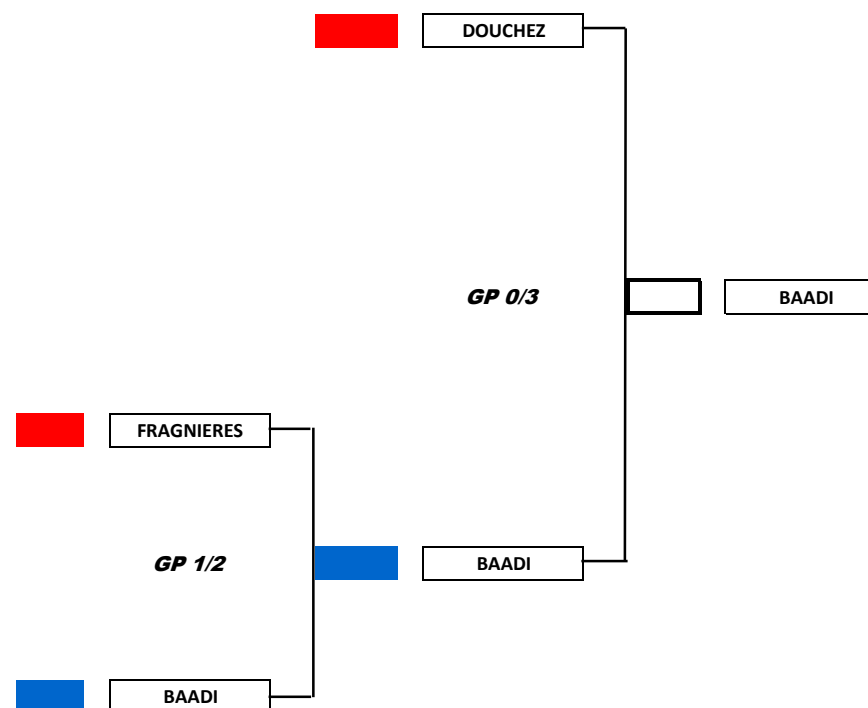 DOUCHEZ
GP 0/3
BAADI
FRAGNIERES
GP 1/2
BAADI
BAADI